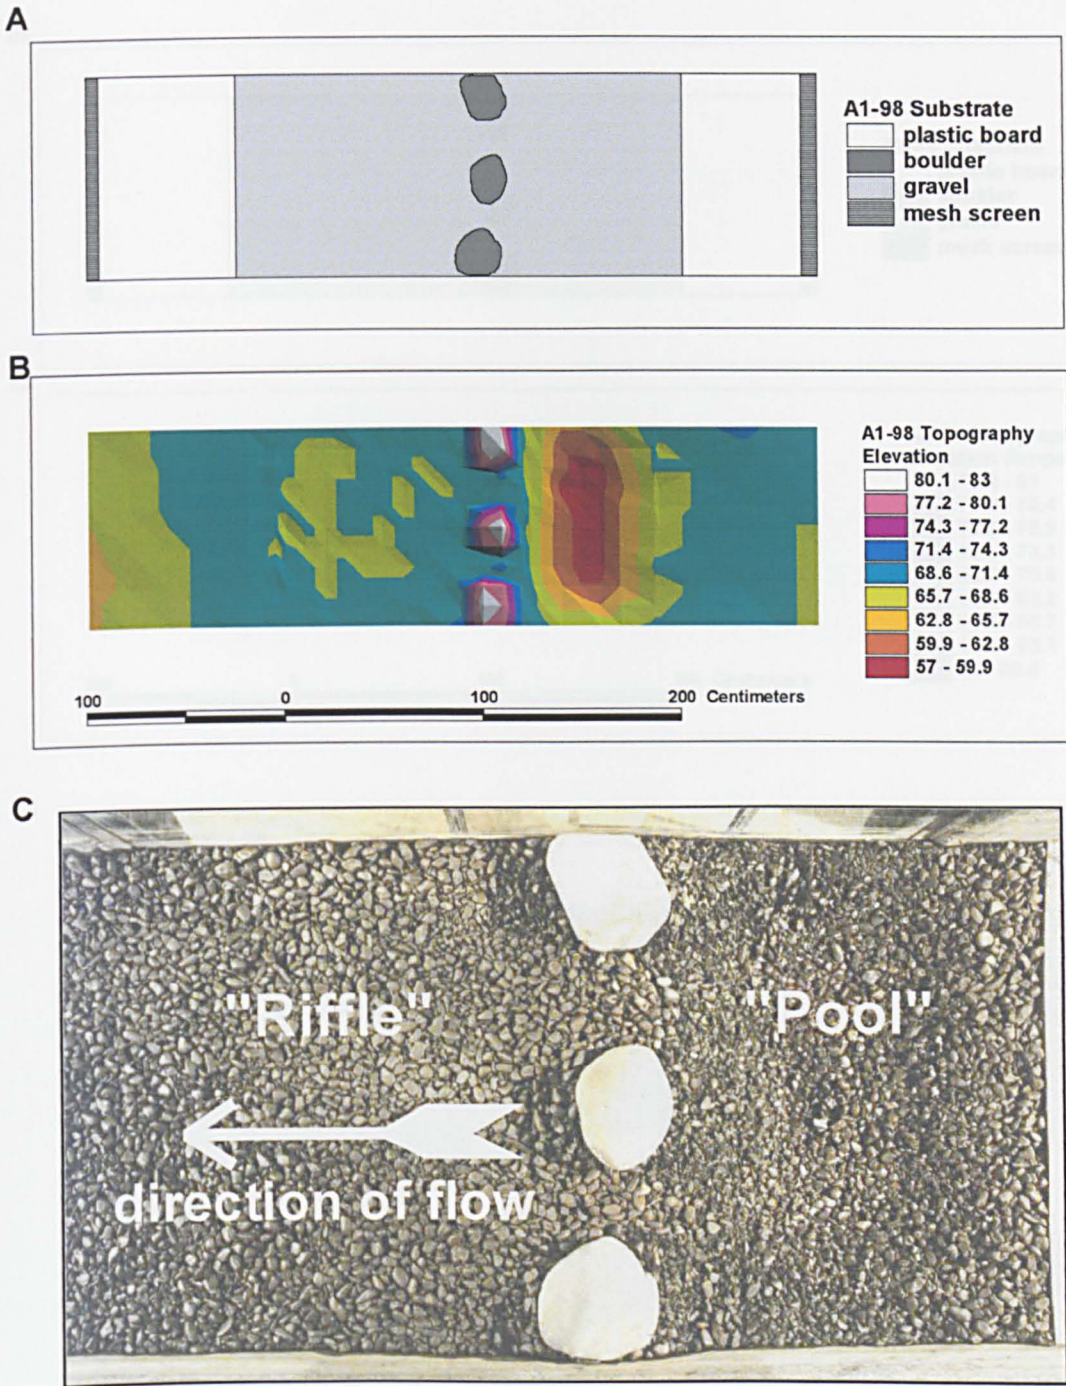 A
A1-98 Substrate
plastic board
boulder
gravel
mesh screen
B
A1-98 Topography
Elevation
80.1 - 83
77.2 - 80.1
74.3 - 77.2
71.4 - 74.3
68.6 - 71.4
65.7 - 68.6
62.8 - 65.7
59.9 - 62.8
57 - 59.9
100 0 100 200 Centimeters
C
"Riffle" "Pool"
direction of flow